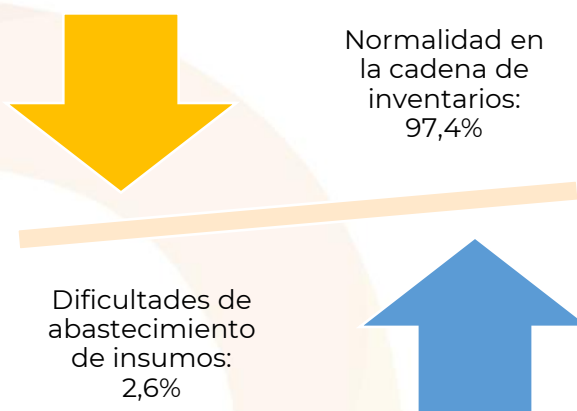 Normalidad en
la cadena de
inventarios:
97,4%
Dificultades de
abastecimiento
de insumos:
2,6%